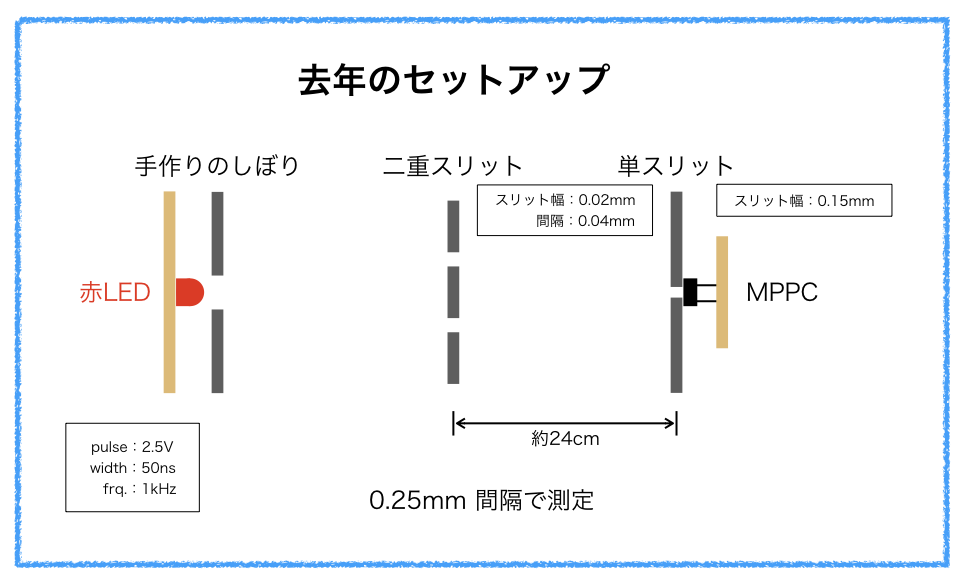 去年のセットアップ
手作りのしぼり
二重スリット
単スリット
スリット幅：0.02mm
間隔：0.04mm
スリット幅：0.15mm
赤LED
MPPC
約24cm
pulse：2.5V
width：50ns
frq.：1kHz
0.25mm 間隔で測定